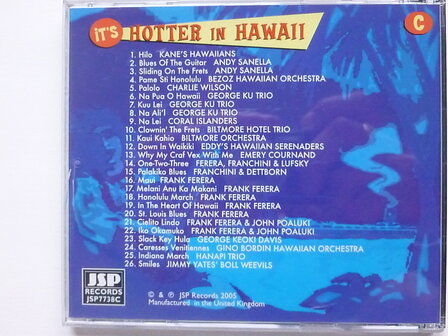 IT'S HOTTER IN HAWAII
C
1. Hilo KANE'S HAWAIIANS
2. Blues Of The Guitar ANDY SANELLA
3. Sliding On The Frets ANDY SANELLA
4. Pame Sti Honolulu BEZOZ HAWAIIAN ORCHESTRA
5. Palolo CHARLIE WILSON
6. Na Pua O Hawaii GEORGE KU TRIO
7. Kuu Lei GEORGE KU TRIO
8. Na Ali'I GEORGE KU TRIO
9. Na Lei CORAL ISLANDERS
10. Clownin' The Frets BILTMORE HOTEL TRIO
11. Kaui Kahio BILTMORE ORCHESTRA
12. Down In Waikiki EDDY'S HAWAIIAN SERENADERS
13. Why My Craf Vex With Me EMERY COURNAND
14. One-Two-Three FERERA, FRANCHINI & LUFSKY
15. Palakiko Blues FRANCHINI & DETTBORN
16. Maui FRANK FERERA
17. Melani Anu Ka Makani FRANK FERERA
18. Honolulu March FRANK FERERA
19. In The Heart Of Hawaii FRANK FERERA
20. St. Louis Blues FRANK FERERA
21. Cielito Lindo FRANK FERERA & JOHN POALUKI
22. Iko Okamuko FRANK FERERA & JOHN POALUKI
23. Slack Key Hula GEORGE KEOKI DAVIS
24. Caresses Venitiennes GINO BORDIN HAWAIIAN ORCHESTRA
25. Indiana March HANAPI TRIO
26. Smiles JIMMY YATES' BOLL WEEVILS
JSP
RECORDS
JSP7738C
© & ℗ JSP Records 2005
Manufactured in the United Kingdom